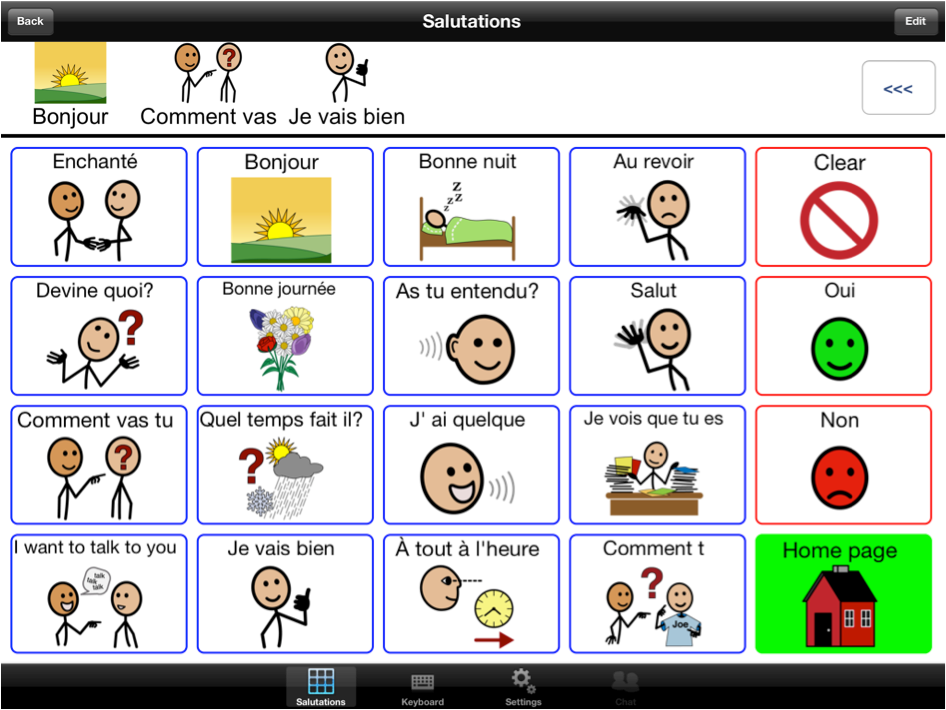 Back
Salutations
Edit
Bonjour
Comment vas
Je vais bien
<<<
Enchanté
Bonjour
Bonne nuit
Au revoir
Clear
Z
Z Z
z
Devine quoi?
Bonne journée
As tu entendu?
Salut
Oui
?
Comment vas tu
Quel temps fait il?
J' ai quelque
Je vois que tu es
Non
?
?
I want to talk to you
Je vais bien
À tout à l'heure
Comment t
Home page
talk
talk
talk
?
Joe
Salutations
Keyboard
Settings
Chat